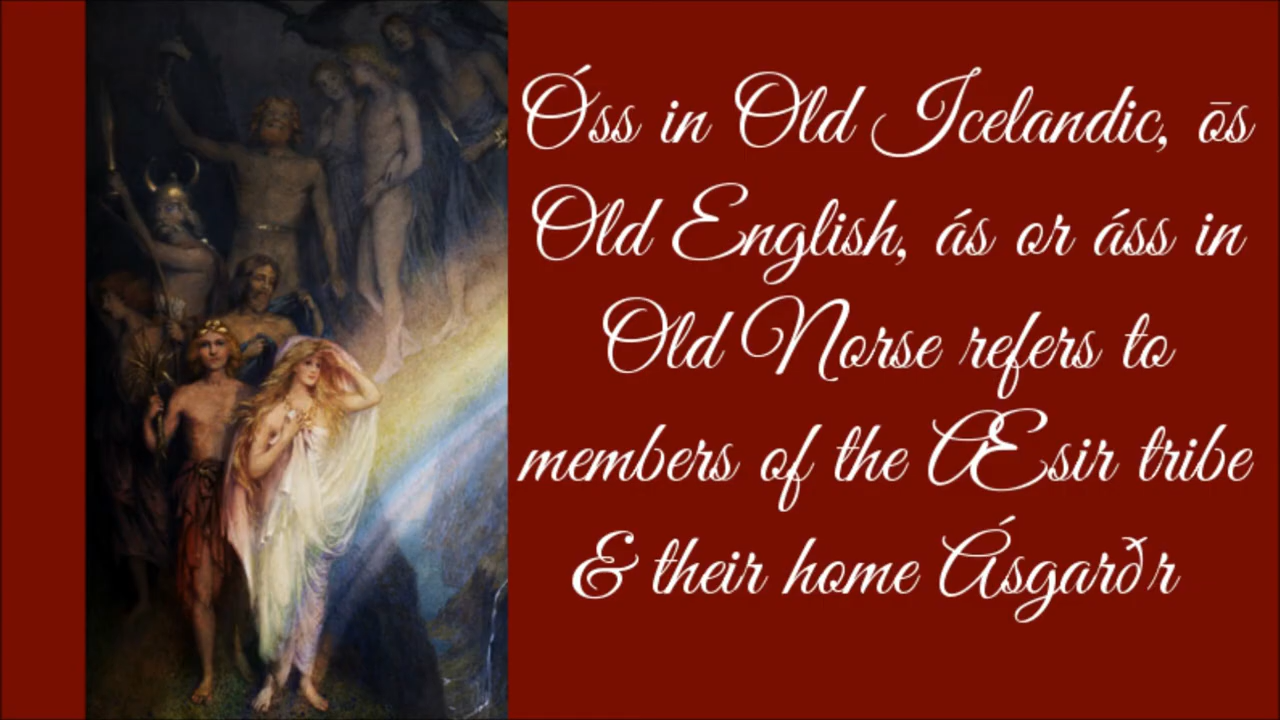 Óss in Old Icelandic, ōs
Old English, ás or áss in
Old Norse refers to
members of the Æsir tribe
& their home Ásgarðr